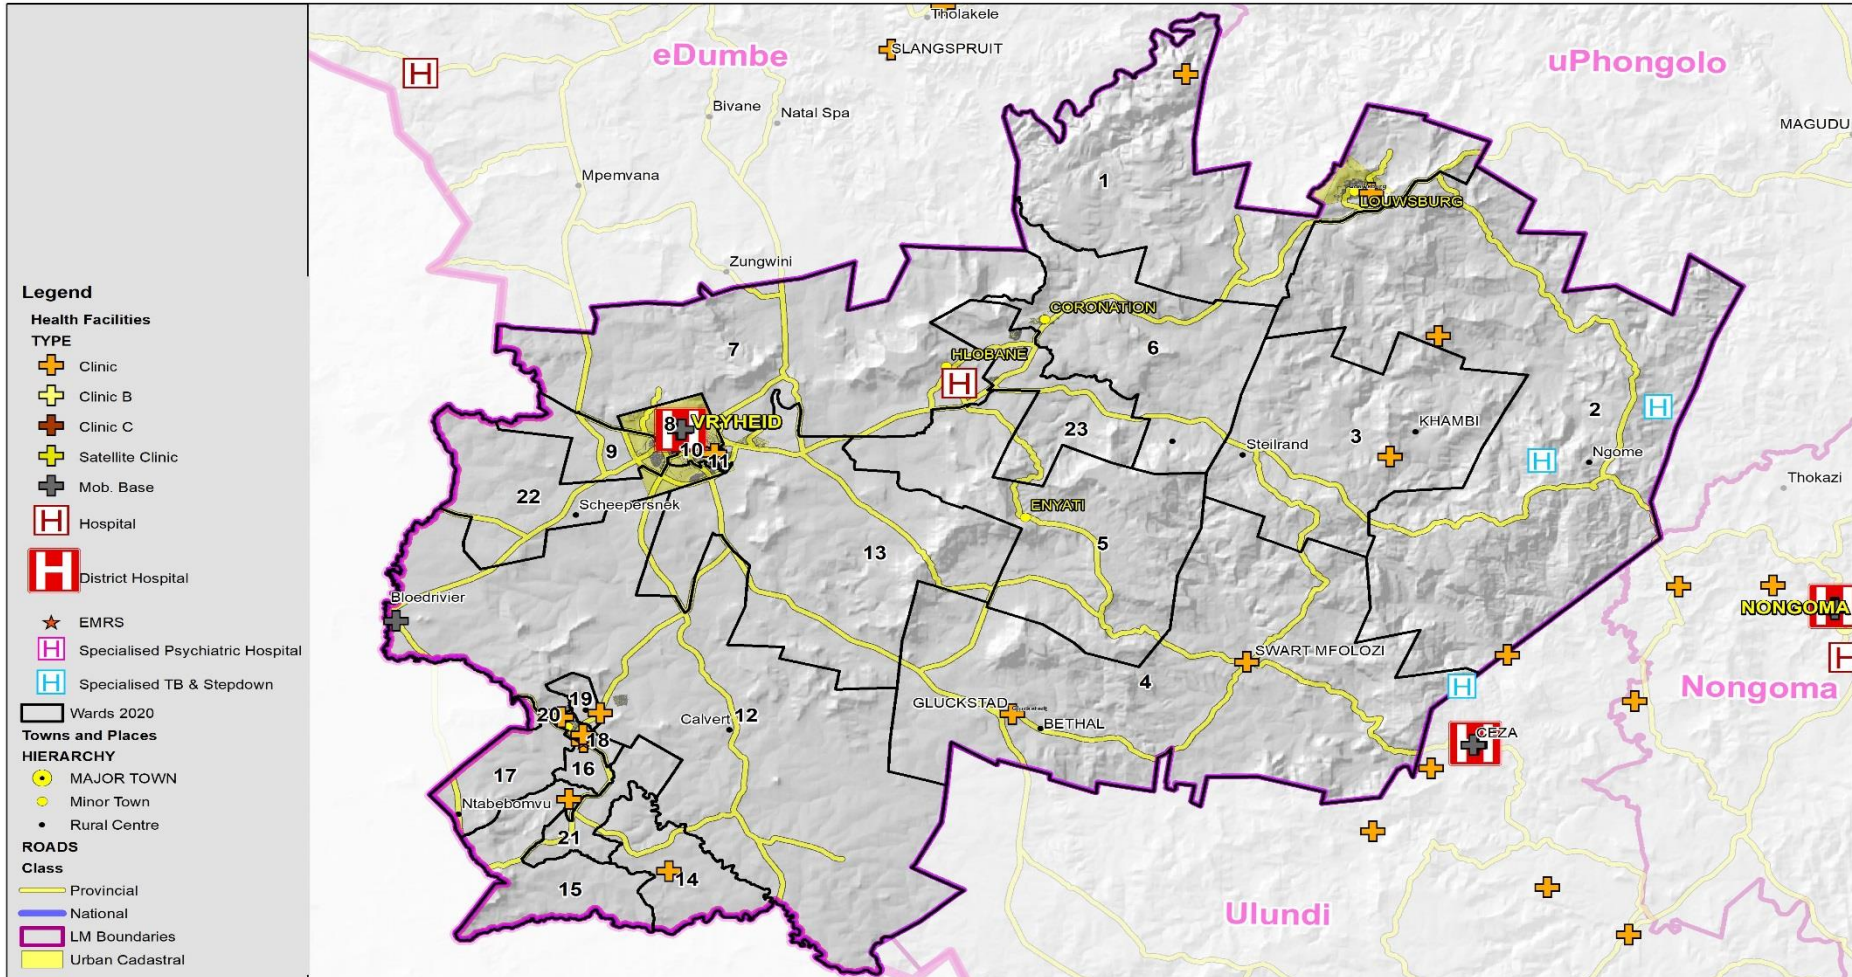 Legend
Health Facilities
TYPE
Clinic
Clinic B
Clinic C
Satellite Clinic
Mob. Base
H Hospital
H District Hospital
EMRS
H Specialised Psychiatric Hospital
H Specialised TB & Stepdown
Wards 2020
Towns and Places
HIERARCHY
MAJOR TOWN
Minor Town
Rural Centre
ROADS
Class
Provincial
National
LM Boundaries
Urban Cadastral
Tholakele
SLANGSPRUIT
eDumbe
uPhongolo
H
Bivane
Natal Spa
MAGUDU
Mpemvana
1
LOUWSBURG
Zungwini
CORONATION
7
6
HLOBANE
H
2
H
8
VRYHEID
23
3
KHAMBI
9
10
11
Steilrand
H
Ngome
Thokazi
22
Scheepersnek
ENYATI
13
5
Bloedrivier
NONGOMA
H
SWART MFOLOZI
H
4
H
Nongoma
19
GLUCKSTAD
20
Calvert
12
BETHAL
CEZA
18
16
17
Ntabebomvu
21
15
14
Ulundi